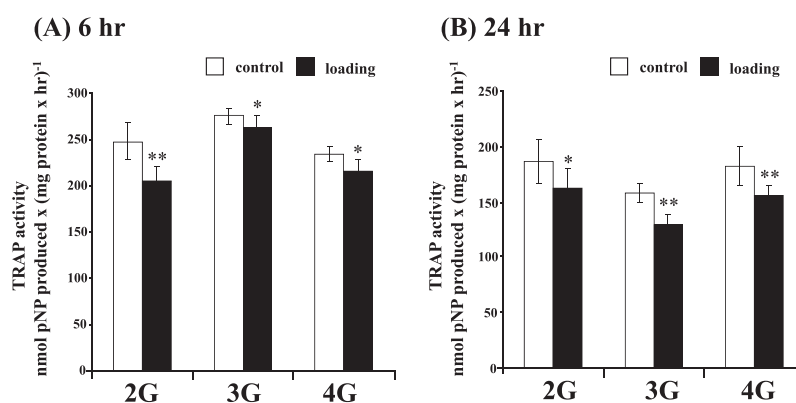 (A) 6 hr
control loading
TRAP activity
nmol pNP produced x (mg protein x hr)-1
300
250
200
150
100
50
0
**
*
*
2G 3G 4G
(B) 24 hr
control loading
TRAP activity
nmol pNP produced x (mg protein x hr)-1
250
200
150
100
50
0
*
**
**
2G 3G 4G